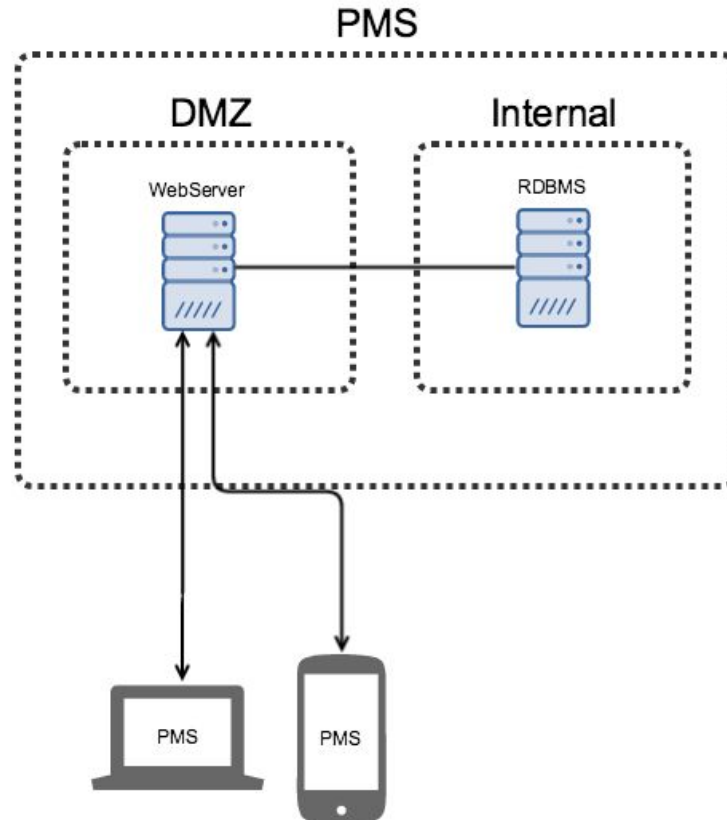 PMS
DMZ
Internal
WebServer
RDBMS
PMS
PMS